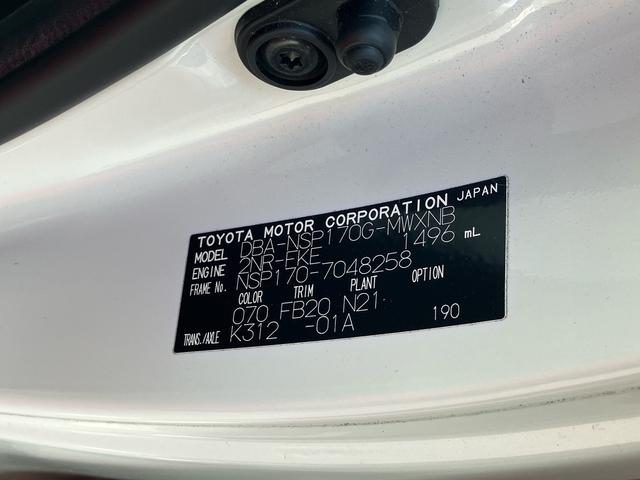 TOYOTA MOTOR CORPORATION JAPAN
MODEL DBA-NSP170G-MWXNB
ENGINE 2NR-FKE 1496 mL
FRAME No. NSP170-7048258
COLOR TRIM PLANT OPTION
070 FB20 N21
TRANS./AXLE K312 -01A 190